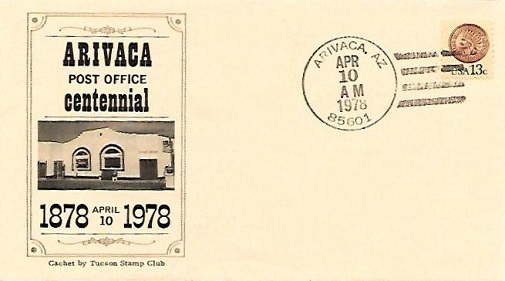 ARIVACA
POST OFFICE
centennial
1878 APRIL 10 1978
Cachet by Tucson Stamp Club
ARIVACA, AZ
APR
10
AM
1978
85601
USA 13c